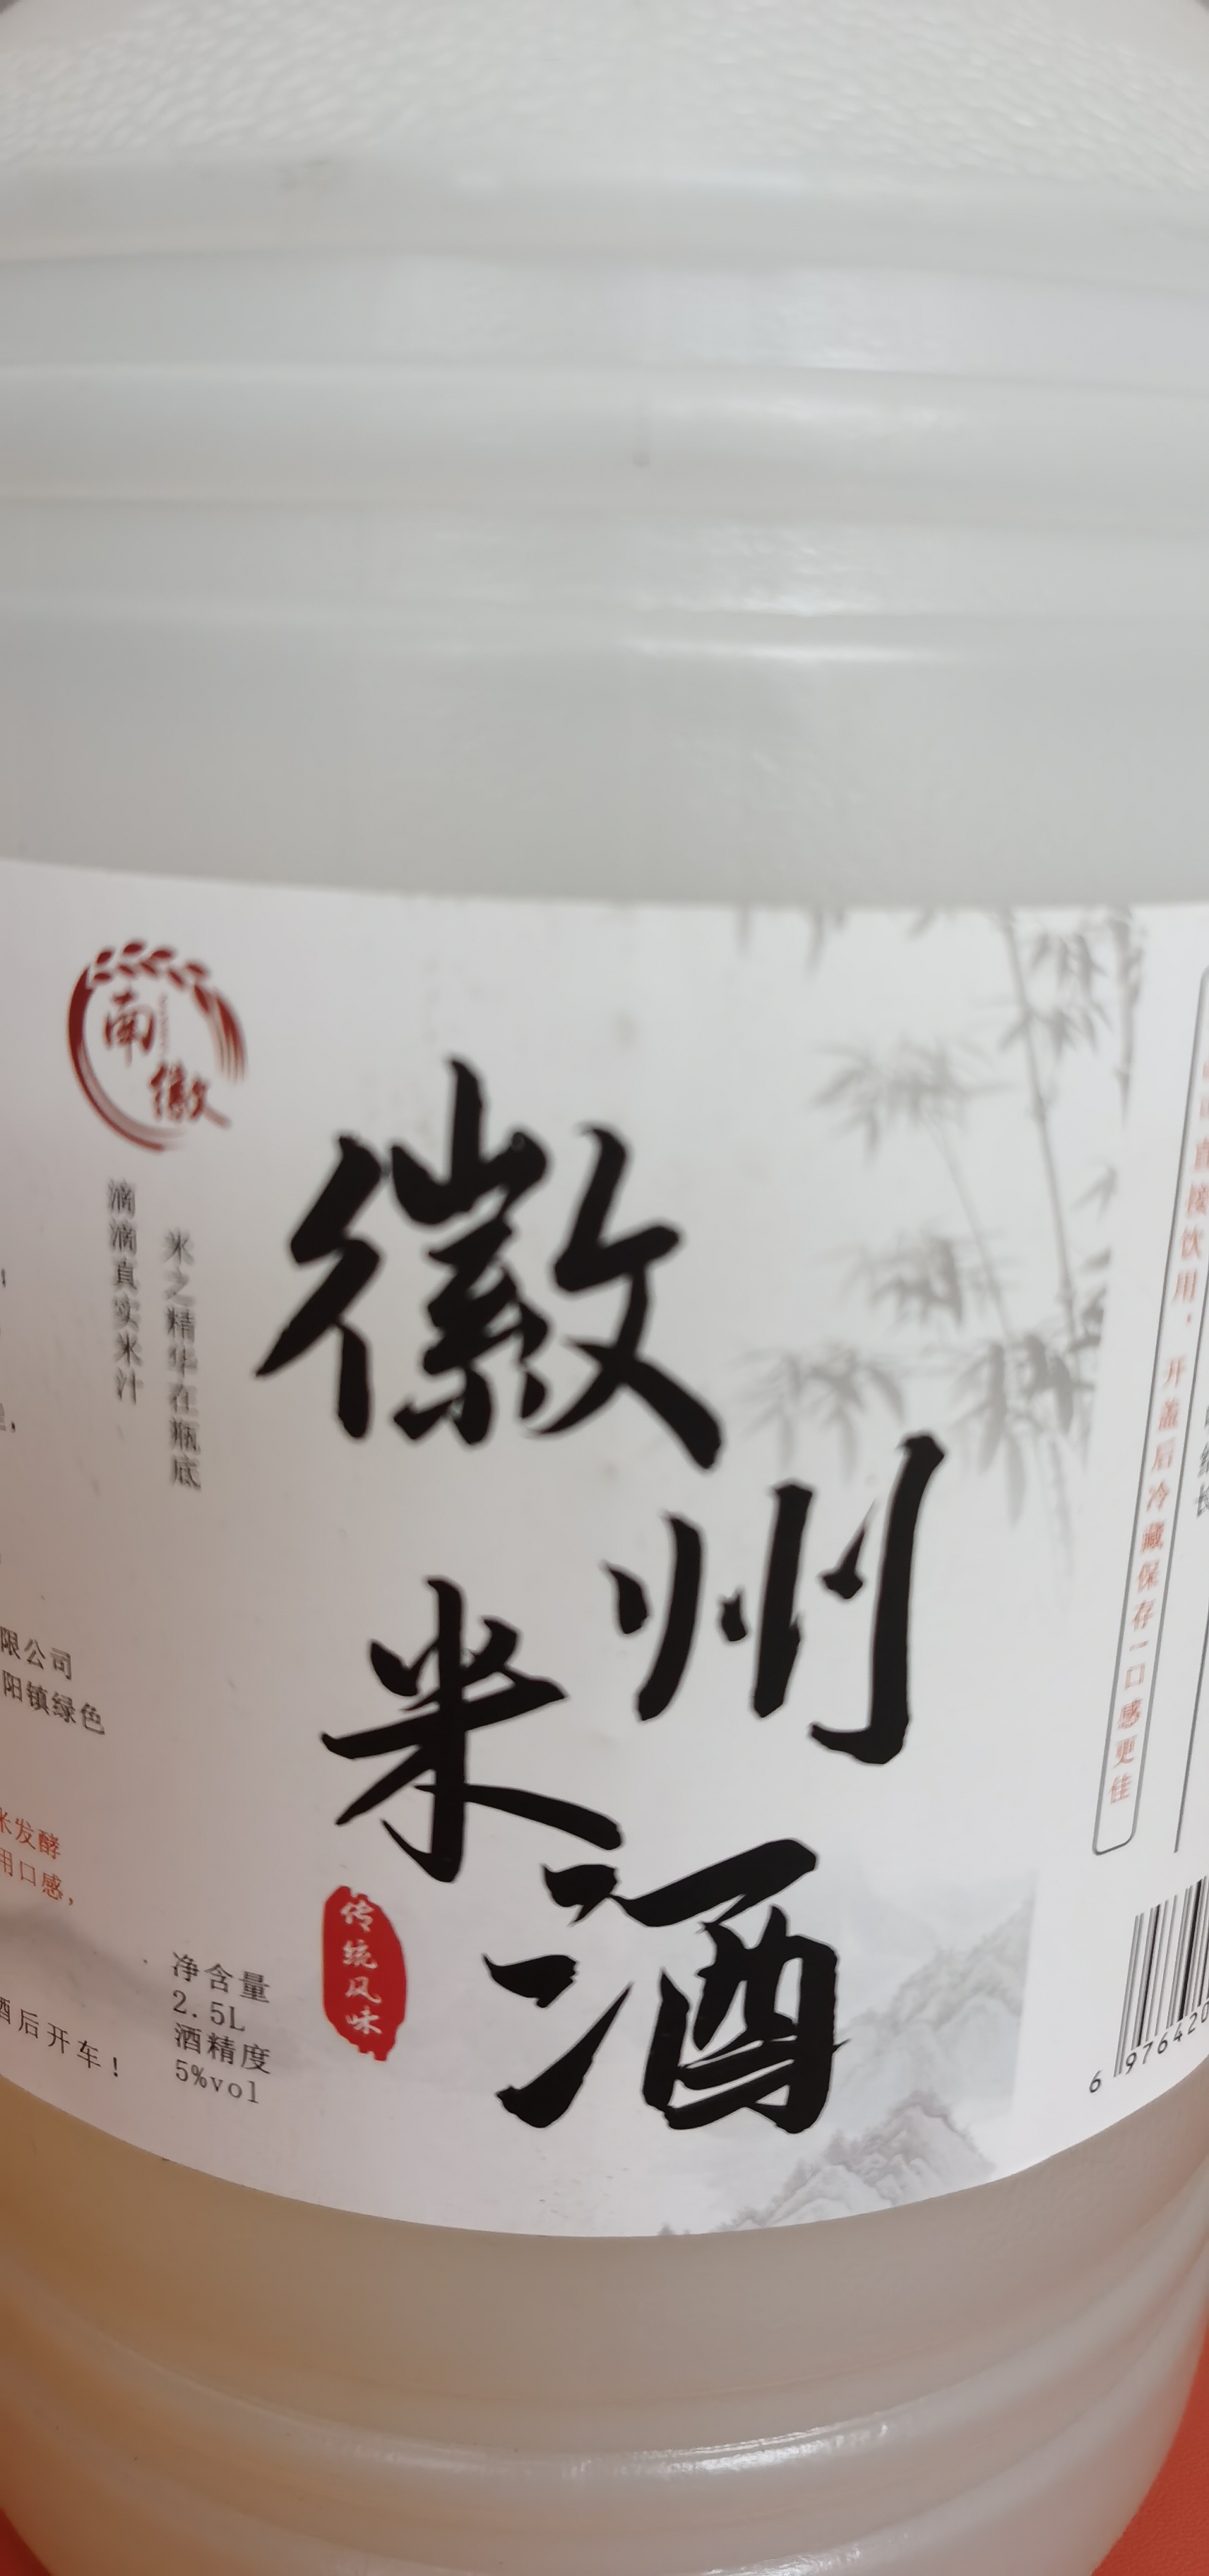 南徽
米之精华在瓶底
滴滴真实米汁
徽州
米酒
传统风味
净含量
2.5L
酒精度
5%vol
限公司
阳镇绿色
米发酵
用口感，
酒后开车！
直接饮用，开盖后冷藏保存，口感更佳
6 976420